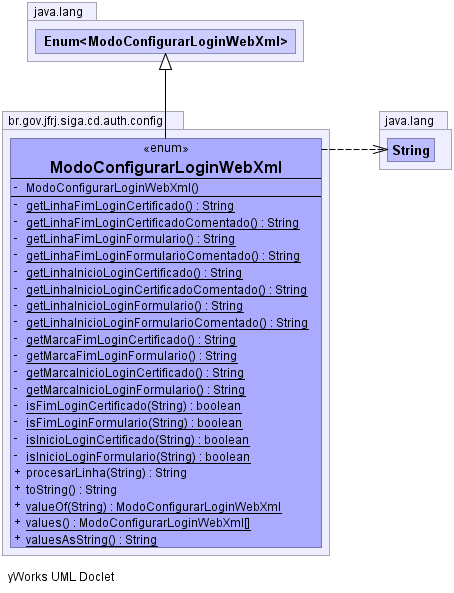 java.lang
Enum<ModoConfigurarLoginWebXml>
br.gov.jfrj.siga.cd.auth.config
java.lang
String
«enum»
ModoConfigurarLoginWebXml
- ModoConfigurarLoginWebXml()
- getLinhaFimLoginCertificado() : String
- getLinhaFimLoginCertificadoComentado() : String
- getLinhaFimLoginFormulario() : String
- getLinhaFimLoginFormularioComentado() : String
- getLinhaInicioLoginCertificado() : String
- getLinhaInicioLoginCertificadoComentado() : String
- getLinhaInicioLoginFormulario() : String
- getLinhaInicioLoginFormularioComentado() : String
- getMarcaFimLoginCertificado() : String
- getMarcaFimLoginFormulario() : String
- getMarcaInicioLoginCertificado() : String
- getMarcaInicioLoginFormulario() : String
- isFimLoginCertificado(String) : boolean
- isFimLoginFormulario(String) : boolean
- isInicioLoginCertificado(String) : boolean
- isInicioLoginFormulario(String) : boolean
+ procesarLinha(String) : String
+ toString() : String
+ valueOf(String) : ModoConfigurarLoginWebXml
+ values() : ModoConfigurarLoginWebXml[]
+ valuesAsString() : String
yWorks UML Doclet